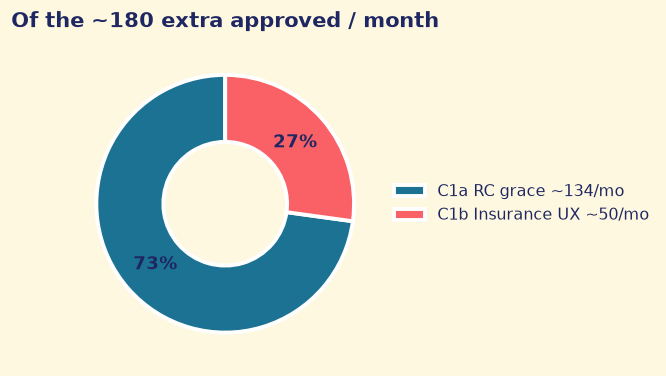 Of the ~180 extra approved / month
27%
C1a RC grace ~134/mo
C1b Insurance UX ~50/mo
73%